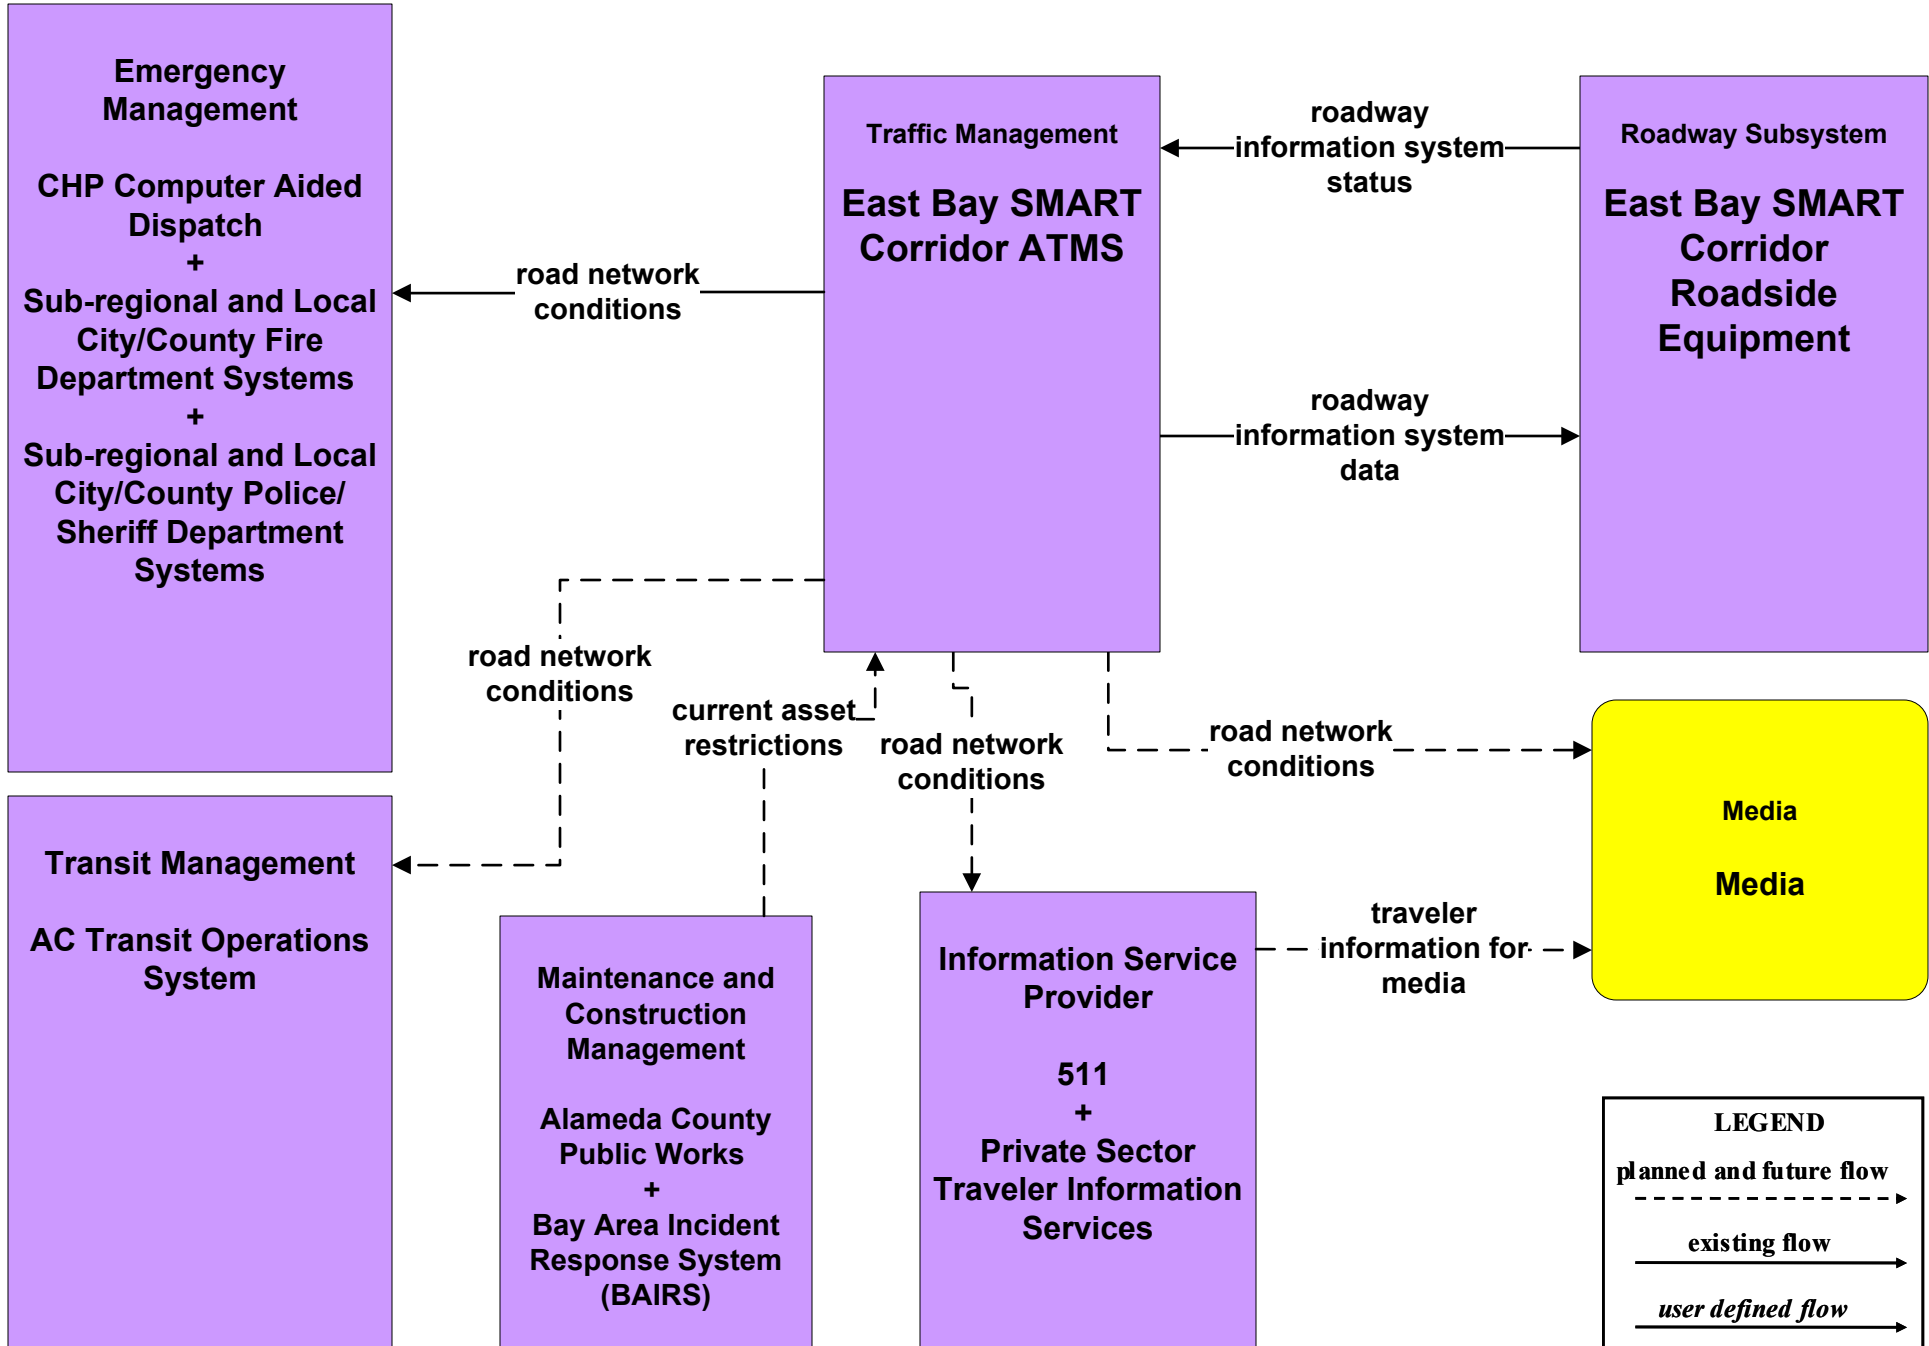 Emergency
Management
CHP Computer Aided
Dispatch
+
Sub-regional and Local
City/County Fire
Department Systems
+
Sub-regional and Local
City/County Police/
Sheriff Department
Systems
road network
conditions
Traffic Management
East Bay SMART
Corridor ATMS
roadway
information system
status
roadway
information system
data
Roadway Subsystem
East Bay SMART
Corridor
Roadside
Equipment
road network
conditions
current asset
restrictions
road network
conditions
road network
conditions
Media
Media
Transit Management
AC Transit Operations
System
Maintenance and
Construction
Management
Alameda County
Public Works
+
Bay Area Incident
Response System
(BAIRS)
Information Service
Provider
511
+
Private Sector
Traveler Information
Services
traveler
information for
media
LEGEND
planned and future flow
existing flow
user defined flow